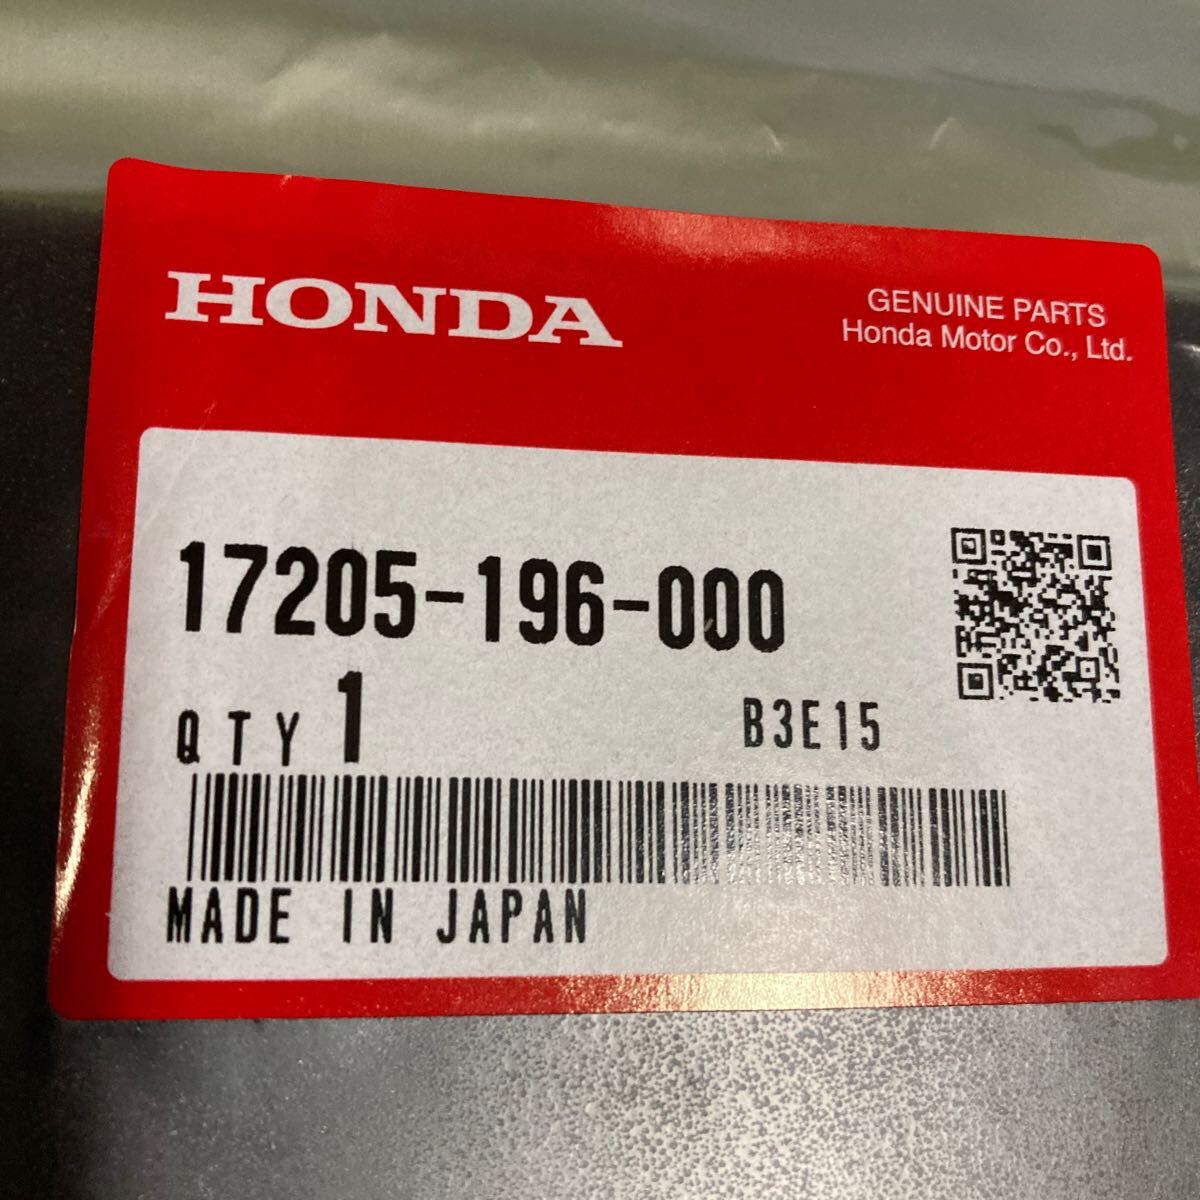 HONDA
GENUINE PARTS
Honda Motor Co., Ltd.
17205-196-000
QTY 1
B3E15
MADE IN JAPAN